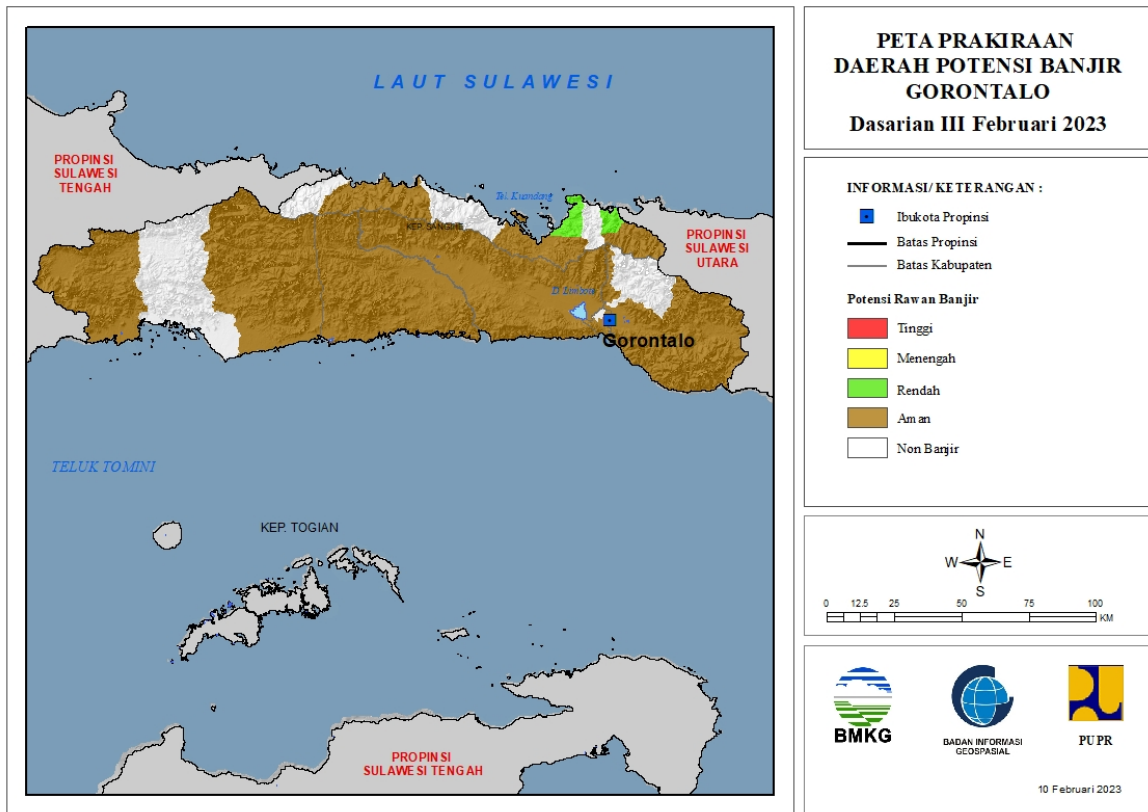 LAUT SULAWESI
PROPINSI
SULAWESI
TENGAH
Tel. Kuandang
KEP. SANGIHE
PROPINSI
SULAWESI
UTARA
D. Limboto
Gorontalo
TELUK TOMINI
KEP. TOGIAN
PROPINSI
SULAWESI TENGAH
PETA PRAKIRAAN
DAERAH POTENSI BANJIR
GORONTALO
Dasarian III Februari 2023
INFORMASI/ KETERANGAN :
Ibukota Propinsi
Batas Propinsi
Batas Kabupaten
Potensi Rawan Banjir
Tinggi
Menengah
Rendah
Aman
Non Banjir
N
W E
S
0 12.5 25 50 75 100
KM
BMKG
BADAN INFORMASI
GEOSPASIAL
PUPR
10 Februari 2023